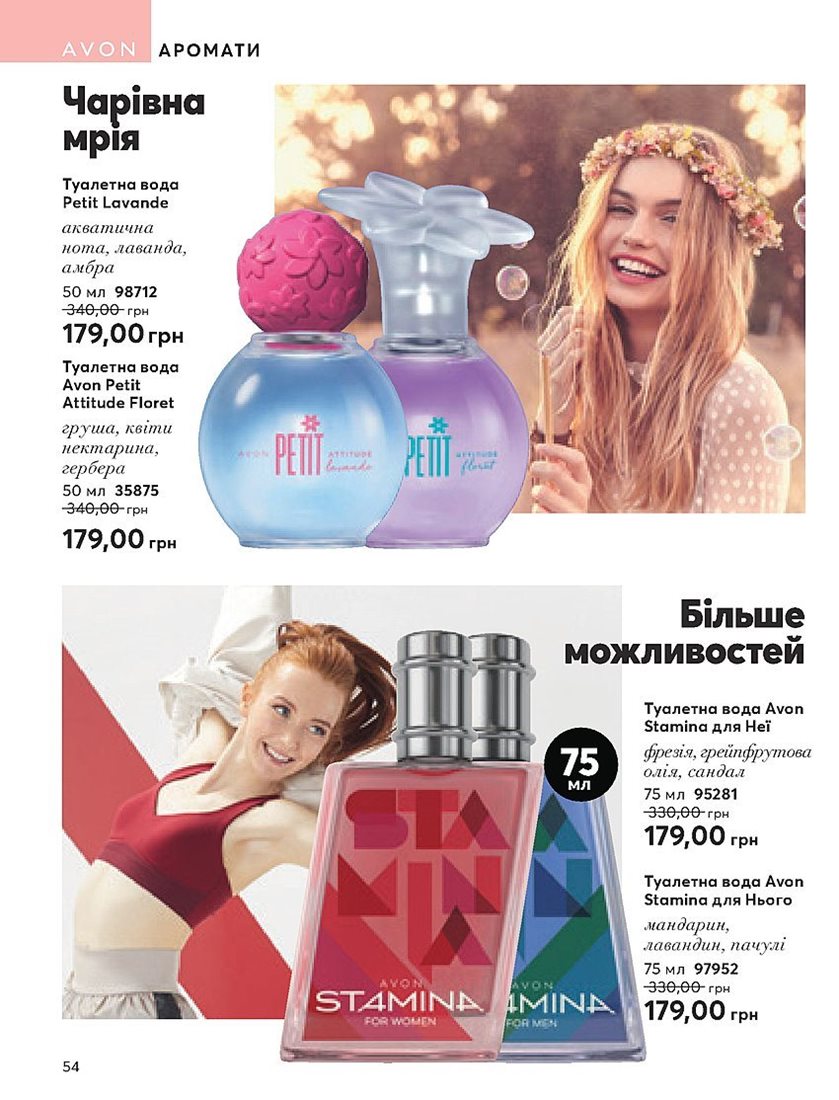 AVON АРОМАТИ
Чарівна
мрія
Туалетна вода
Petit Lavande
акватична
нота, лаванда,
амбра
50 мл 98712
340,00 грн
179,00 грн
Туалетна вода
Avon Petit
Attitude Floret
груша, квіти
нектарина,
гербера
50 мл 35875
340,00 грн
179,00 грн
AVON PETIT ATTITUDE lavande
PETIT ATTITUDE floret
Більше
можливостей
Туалетна вода Avon
Stamina для Неї
фрезія, грейпфрутова
олія, сандал
75 мл 95281
330,00 грн
179,00 грн
Туалетна вода Avon
Stamina для Нього
мандарин,
лавандин, пачулі
75 мл 97952
330,00 грн
179,00 грн
75
мл
STA
MIN
NA
AVON
STAMINA
FOR WOMEN
AVON
4MINA
FOR MEN
54